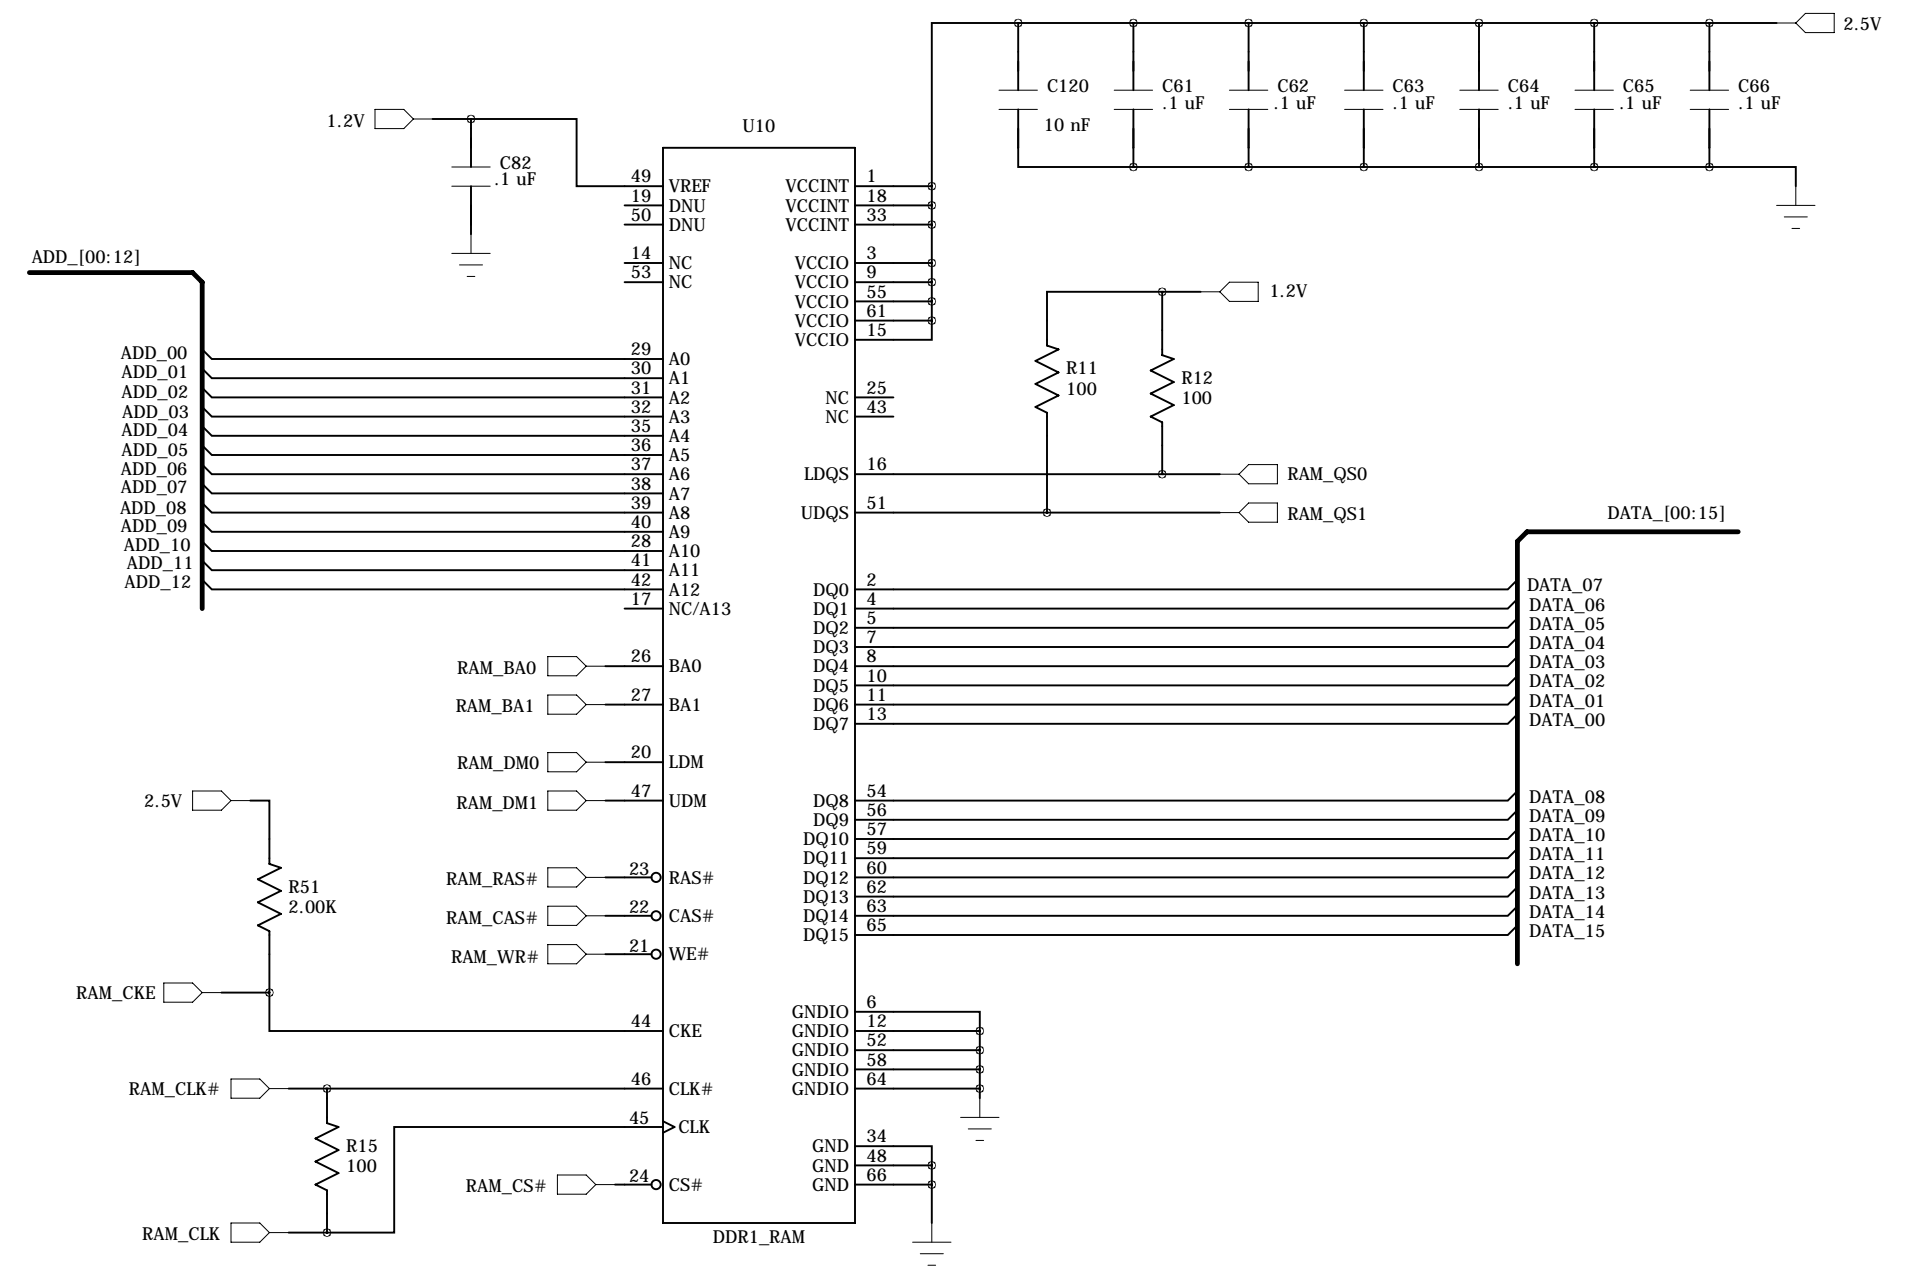 2.5V
C120
10 nF
C61
.1 uF
C62
.1 uF
C63
.1 uF
C64
.1 uF
C65
.1 uF
C66
.1 uF
1.2V
C82
.1 uF
U10
49 VREF
19 DNU
50 DNU
14 NC
53 NC
VCCINT 1
VCCINT 18
VCCINT 33
VCCIO 3
VCCIO 9
VCCIO 55
VCCIO 61
VCCIO 15
NC 25
NC 43
1.2V
R11
100
R12
100
LDQS 16 RAM_QS0
UDQS 51 RAM_QS1
ADD_[00:12]
ADD_00 29 A0
ADD_01 30 A1
ADD_02 31 A2
ADD_03 32 A3
ADD_04 35 A4
ADD_05 36 A5
ADD_06 37 A6
ADD_07 38 A7
ADD_08 39 A8
ADD_09 40 A9
ADD_10 28 A10
ADD_11 41 A11
ADD_12 42 A12
17 NC/A13
DATA_[00:15]
DQ0 2 DATA_07
DQ1 4 DATA_06
DQ2 5 DATA_05
DQ3 7 DATA_04
DQ4 8 DATA_03
DQ5 10 DATA_02
DQ6 11 DATA_01
DQ7 13 DATA_00
DQ8 54 DATA_08
DQ9 56 DATA_09
DQ10 57 DATA_10
DQ11 59 DATA_11
DQ12 60 DATA_12
DQ13 62 DATA_13
DQ14 63 DATA_14
DQ15 65 DATA_15
RAM_BA0 26 BA0
RAM_BA1 27 BA1
RAM_DM0 20 LDM
RAM_DM1 47 UDM
RAM_RAS# 23 RAS#
RAM_CAS# 22 CAS#
RAM_WR# 21 WE#
2.5V
R51
2.00K
RAM_CKE
44 CKE
RAM_CLK# 46 CLK#
45 CLK
R15
100
RAM_CLK
RAM_CS# 24 CS#
GNDIO 6
GNDIO 12
GNDIO 52
GNDIO 58
GNDIO 64
GND 34
GND 48
GND 66
DDR1_RAM